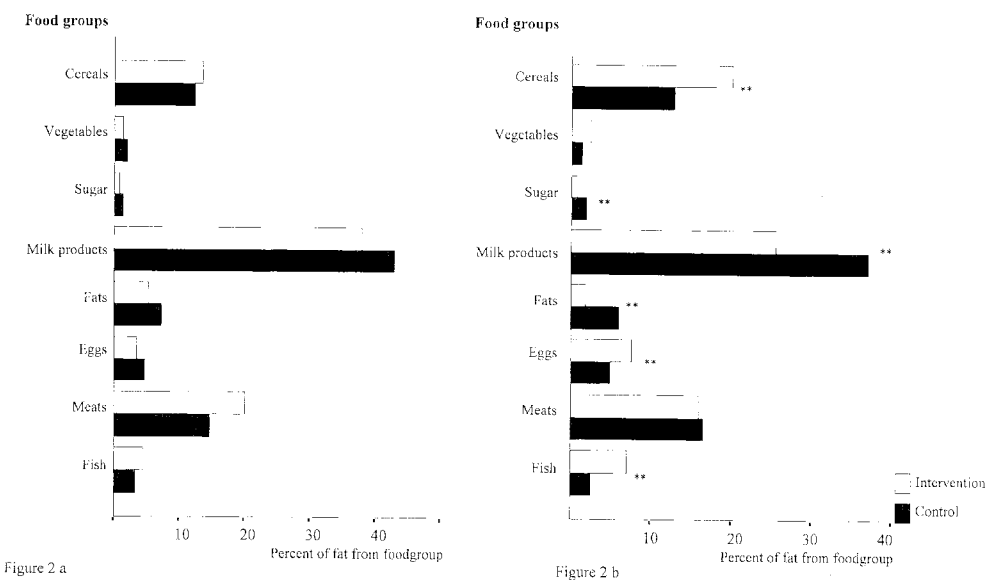 Food groups
Cereals
Vegetables
Sugar
Milk products
Fats
Eggs
Meats
Fish
0 10 20 30 40
Percent of fat from foodgroup
Figure 2 a
Food groups
Cereals
**
Vegetables
Sugar
**
Milk products
**
Fats
**
Eggs
**
Meats
Fish
**
Intervention
Control
10 20 30 40
Percent of fat from foodgroup
Figure 2 b